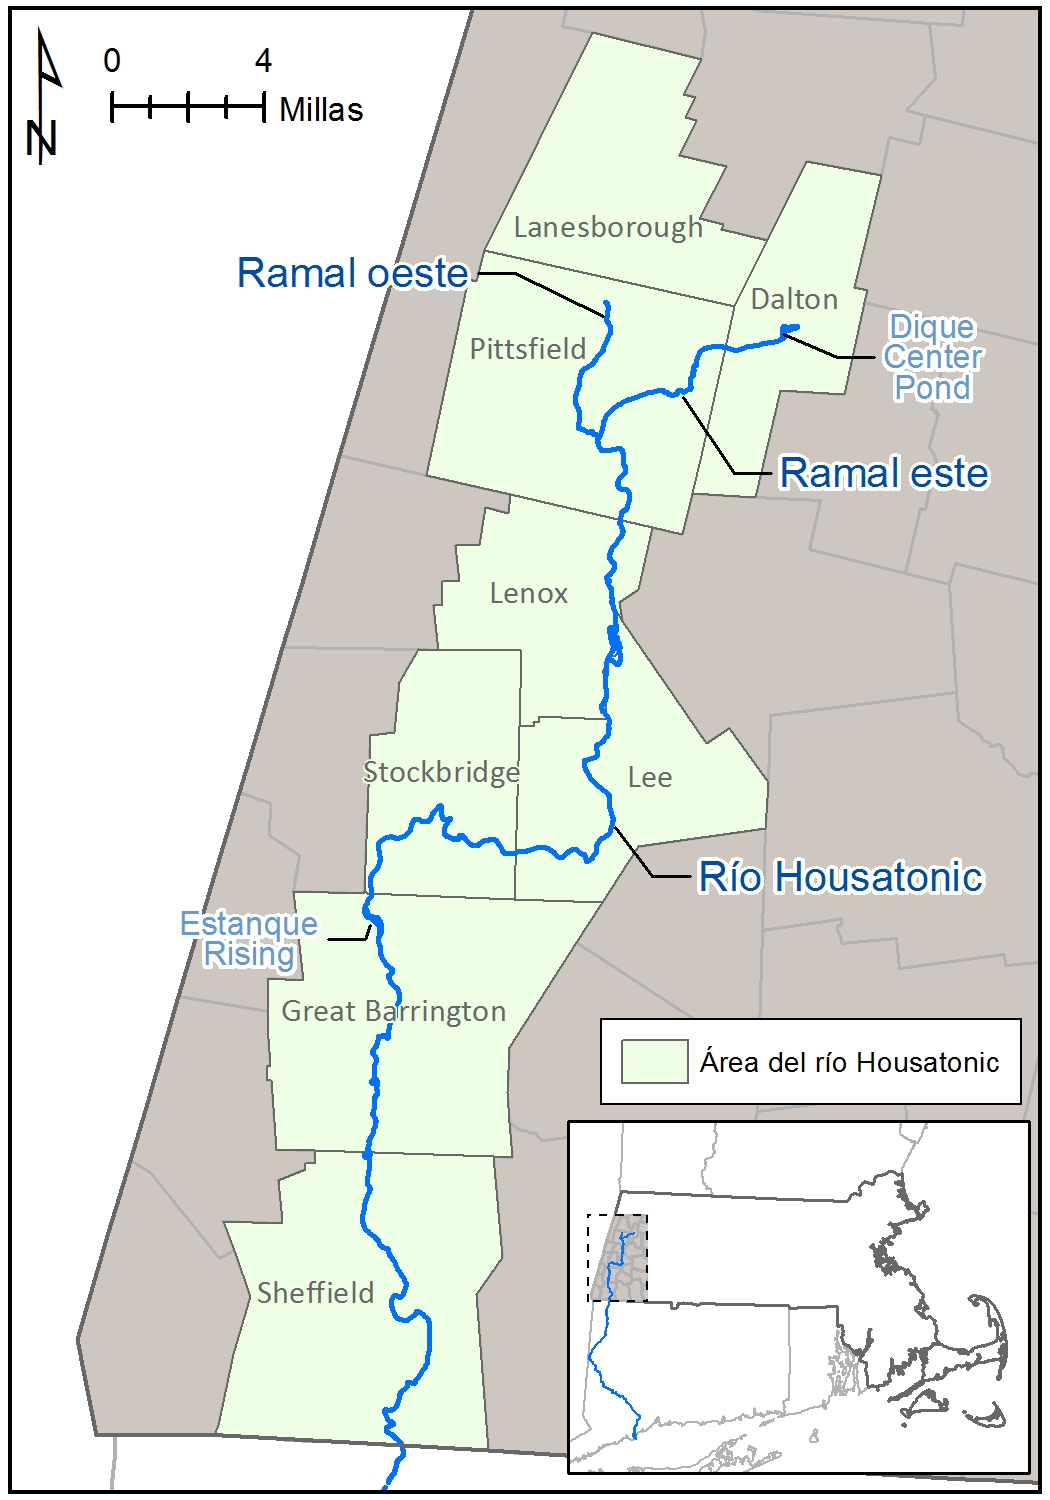 0 4
Millas
N
Lanesborough
Ramal oeste
Dalton
Dique
Center
Pond
Pittsfield
Ramal este
Lenox
Stockbridge
Lee
Río Housatonic
Estanque
Rising
Great Barrington
Área del río Housatonic
Sheffield